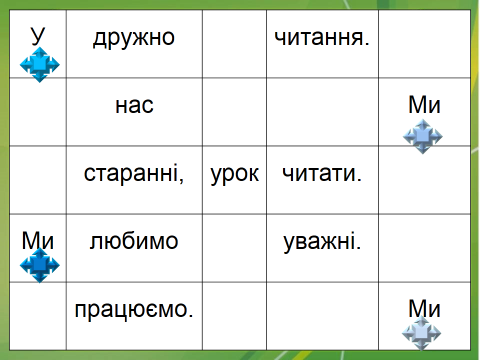 У дружно читання.
нас Ми
старанні, урок читати.
Ми любимо уважні.
працюємо. Ми